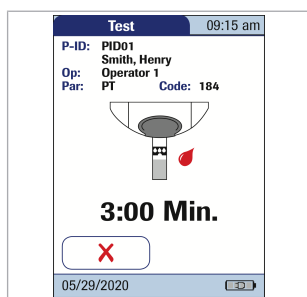 Test 09:15 am
P-ID: PID01
Smith, Henry
Op: Operator 1
Par: PT Code: 184
3:00 Min.
05/29/2020